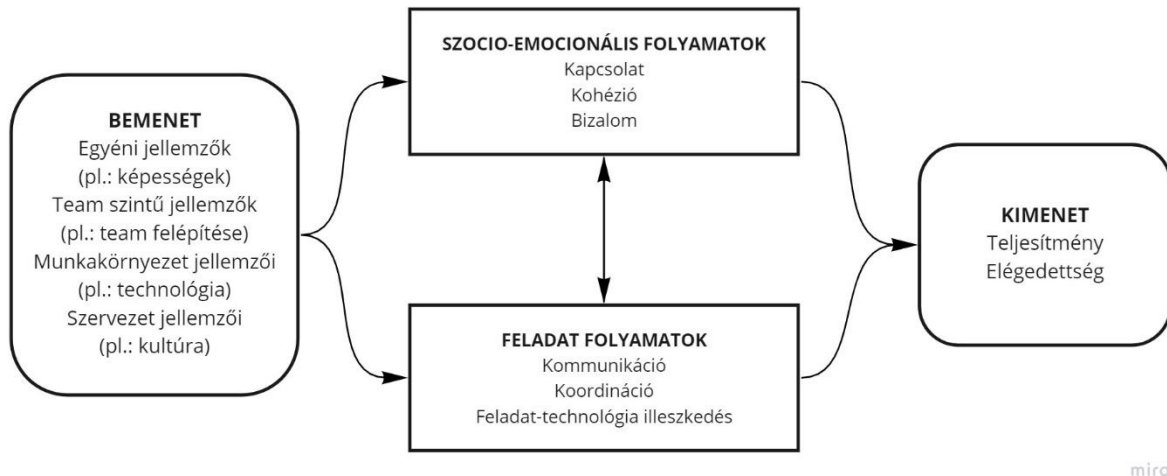 BEMENET
Egyéni jellemzők
(pl.: képességek)
Team szintű jellemzők
(pl.: team felépítése)
Munkakörnyezet jellemzői
(pl.: technológia)
Szervezet jellemzői
(pl.: kultúra)
SZOCIO-EMOCIONÁLIS FOLYAMATOK
Kapcsolat
Kohézió
Bizalom
FELADAT FOLYAMATOK
Kommunikáció
Koordináció
Feladat-technológia illeszkedés
KIMENET
Teljesítmény
Elégedettség
miro